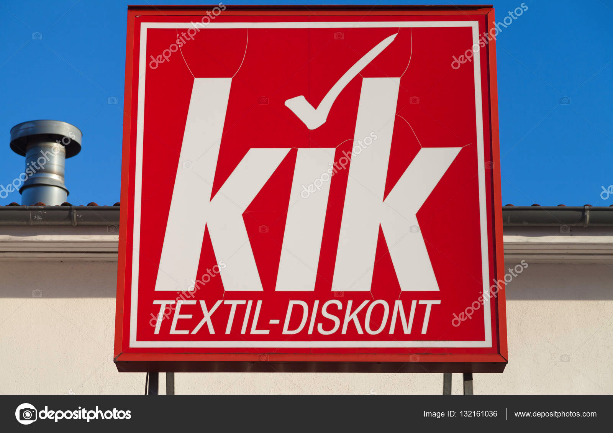 kik
TEXTIL-DISKONT
depositphotos
Image ID: 132161036
www.depositphotos.com